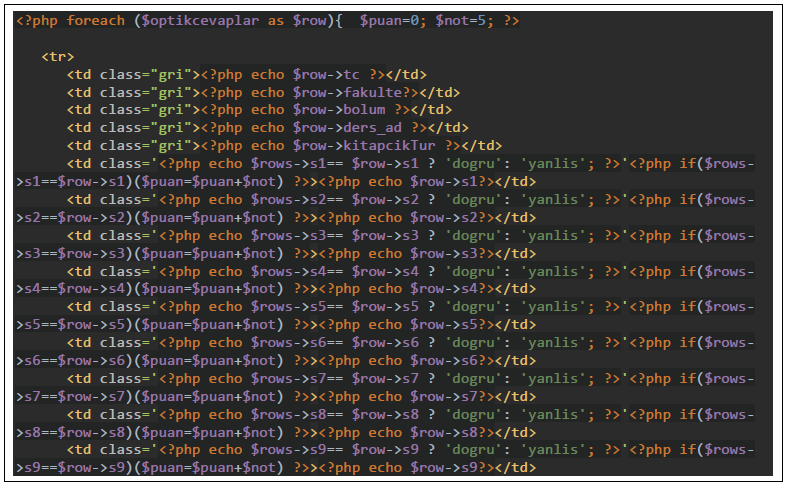 <?php foreach ($optikcevaplar as $row){  $puan=0; $not=5; ?>
<tr>
<td class="gri"><?php echo $row->tc ?></td>
<td class="gri"><?php echo $row->fakulte?></td>
<td class="gri"><?php echo $row->bolum ?></td>
<td class="gri"><?php echo $row->ders_ad ?></td>
<td class="gri"><?php echo $row->kitapcikTur ?></td>
<td class='<?php echo $rows->s1== $row->s1 ? 'dogru': 'yanlis'; ?>'<?php if($rows-
>s1==$row->s1)($puan=$puan+$not) ?>><?php echo $row->s1?></td>
<td class='<?php echo $rows->s2== $row->s2 ? 'dogru': 'yanlis'; ?>'<?php if($rows-
>s2==$row->s2)($puan=$puan+$not) ?>><?php echo $row->s2?></td>
<td class='<?php echo $rows->s3== $row->s3 ? 'dogru': 'yanlis'; ?>'<?php if($rows-
>s3==$row->s3)($puan=$puan+$not) ?>><?php echo $row->s3?></td>
<td class='<?php echo $rows->s4== $row->s4 ? 'dogru': 'yanlis'; ?>'<?php if($rows-
>s4==$row->s4)($puan=$puan+$not) ?>><?php echo $row->s4?></td>
<td class='<?php echo $rows->s5== $row->s5 ? 'dogru': 'yanlis'; ?>'<?php if($rows-
>s5==$row->s5)($puan=$puan+$not) ?>><?php echo $row->s5?></td>
<td class='<?php echo $rows->s6== $row->s6 ? 'dogru': 'yanlis'; ?>'<?php if($rows-
>s6==$row->s6)($puan=$puan+$not) ?>><?php echo $row->s6?></td>
<td class='<?php echo $rows->s7== $row->s7 ? 'dogru': 'yanlis'; ?>'<?php if($rows-
>s7==$row->s7)($puan=$puan+$not) ?>><?php echo $row->s7?></td>
<td class='<?php echo $rows->s8== $row->s8 ? 'dogru': 'yanlis'; ?>'<?php if($rows-
>s8==$row->s8)($puan=$puan+$not) ?>><?php echo $row->s8?></td>
<td class='<?php echo $rows->s9== $row->s9 ? 'dogru': 'yanlis'; ?>'<?php if($rows-
>s9==$row->s9)($puan=$puan+$not) ?>><?php echo $row->s9?></td>